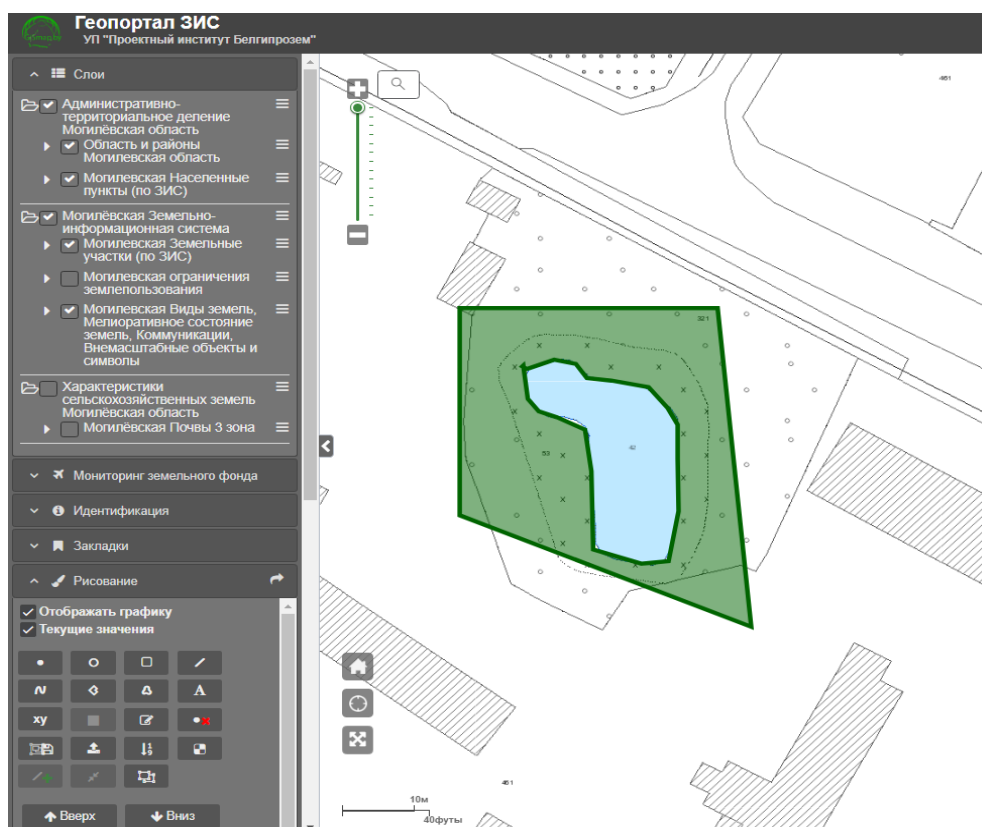 Геопортал ЗИС
УП "Проектный институт Белгипрозем"
Слои
Административно-
территориальное деление
Могилёвская область
Область и районы
Могилевская область
Могилевская Населенные
пункты (по ЗИС)
Могилёвская Земельно-
информационная система
Могилевская Земельные
участки (по ЗИС)
Могилевская ограничения
землепользования
Могилевская Виды земель,
Мелиоративное состояние
земель, Коммуникации,
Внемасштабные объекты и
символы
Характеристики
сельскохозяйственных земель
Могилёвская область
Могилёвская Почвы 3 зона
Мониторинг земельного фонда
Идентификация
Закладки
Рисование
Отображать графику
Текущие значения
A
xy
Вверх
Вниз
461
321
53
42
461
10м
40футы